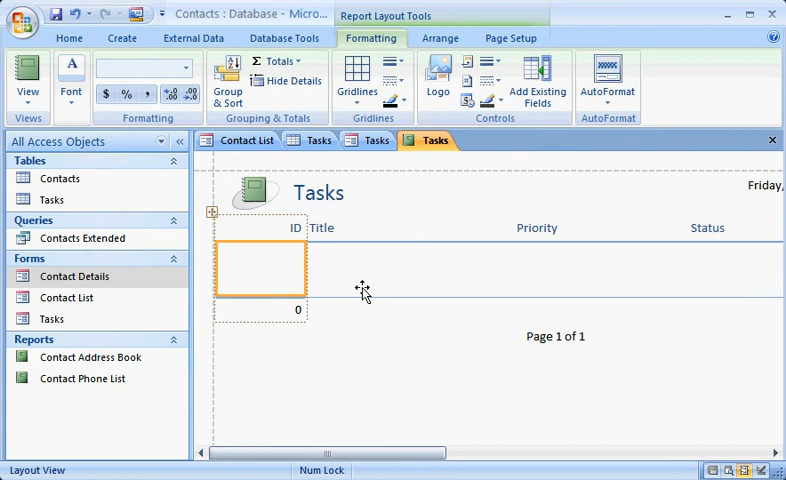 Contacts : Database - Micro...
Report Layout Tools
Home
Create
External Data
Database Tools
Formatting
Arrange
Page Setup
View
Font
$ % ,
.00
.00
Formatting
Group
& Sort
Σ Totals
Hide Details
Grouping & Totals
Gridlines
Gridlines
Logo
Add Existing
Fields
Controls
AutoFormat
AutoFormat
All Access Objects
Contact List
Tasks
Tasks
Tasks
Tables
Contacts
Tasks
Queries
Contacts Extended
Forms
Contact Details
Contact List
Tasks
Reports
Contact Address Book
Contact Phone List
Tasks
Friday,
ID
Title
Priority
Status
0
Page 1 of 1
Layout View
Num Lock